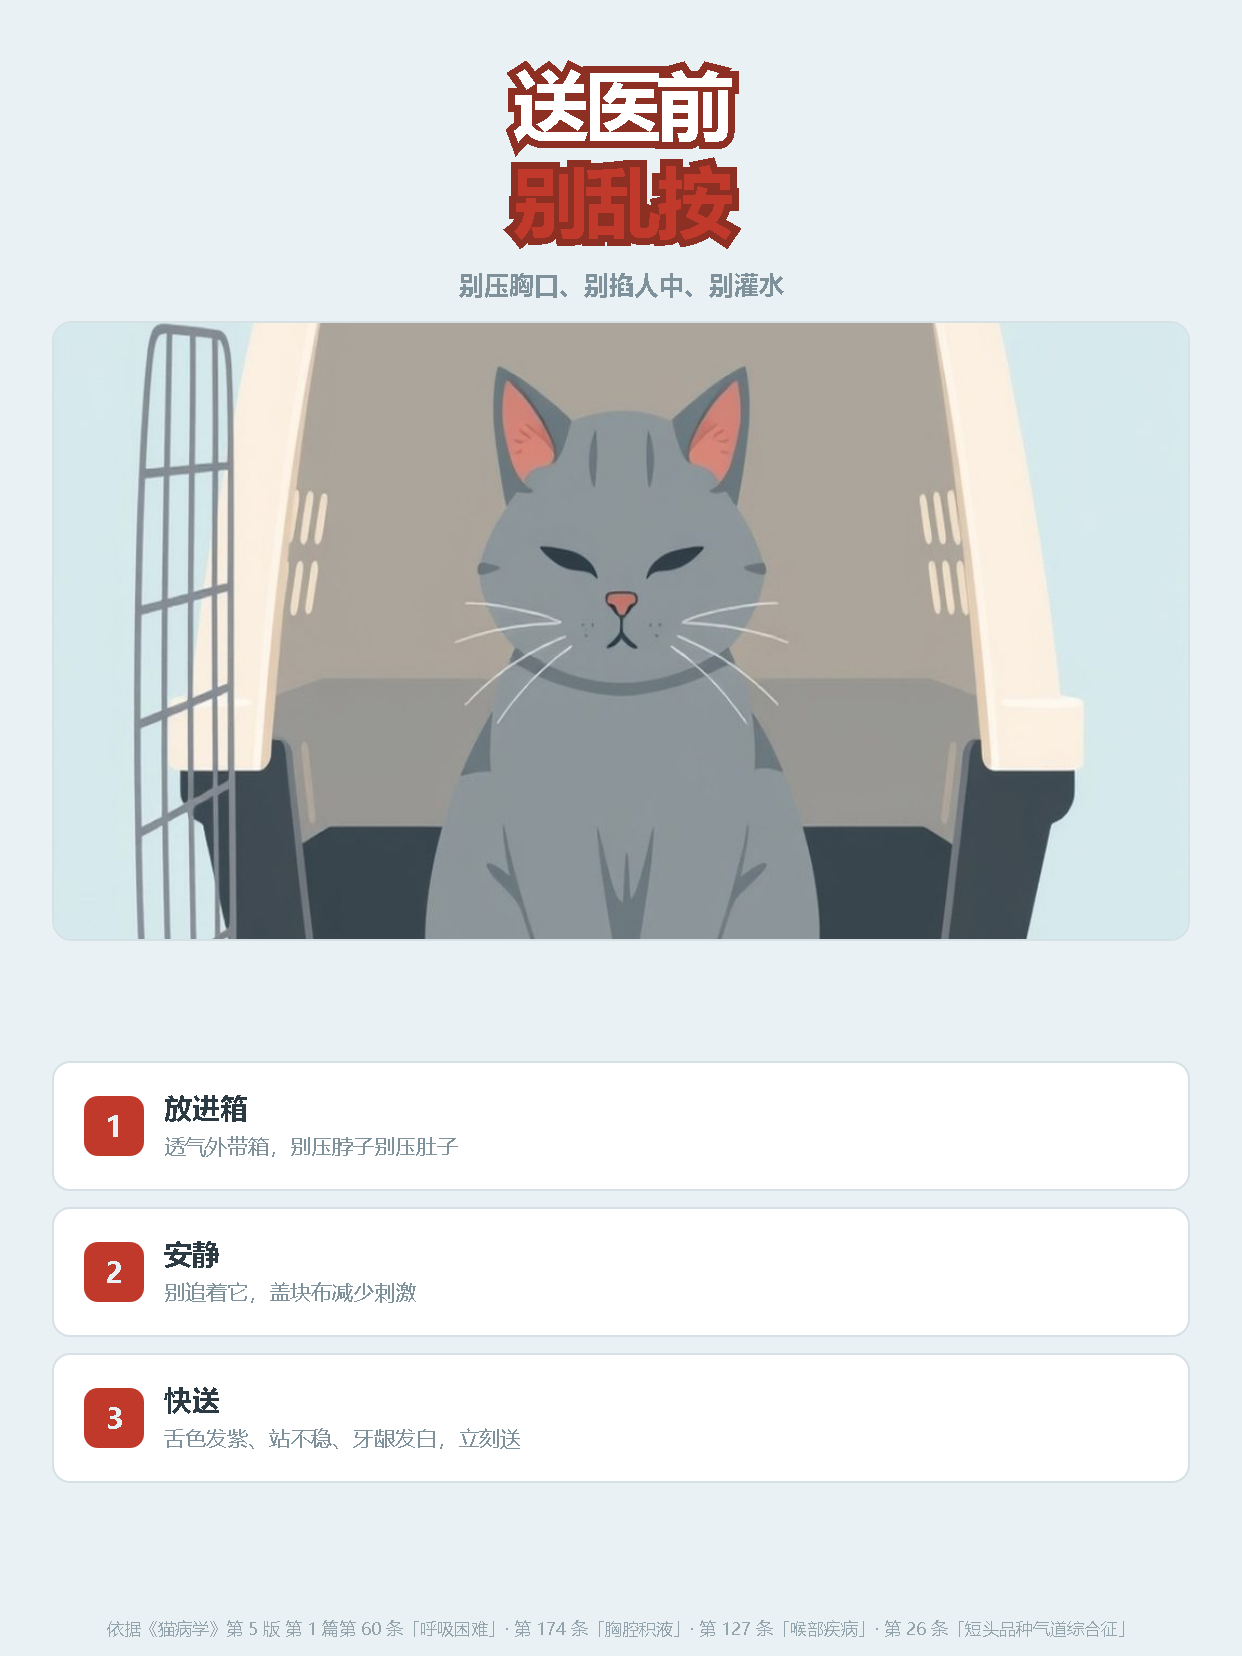 送医前
别乱按
别压胸口、别掐人中、别灌水
1
放进箱
透气外带箱，别压脖子别压肚子
2
安静
别追着它，盖块布减少刺激
3
快送
舌色发紫、站不稳、牙龈发白，立刻送
依据《猫病学》第 5 版 第 1 篇第 60 条「呼吸困难」· 第 174 条「胸腔积液」· 第 127 条「喉部疾病」· 第 26 条「短头品种气道综合征」